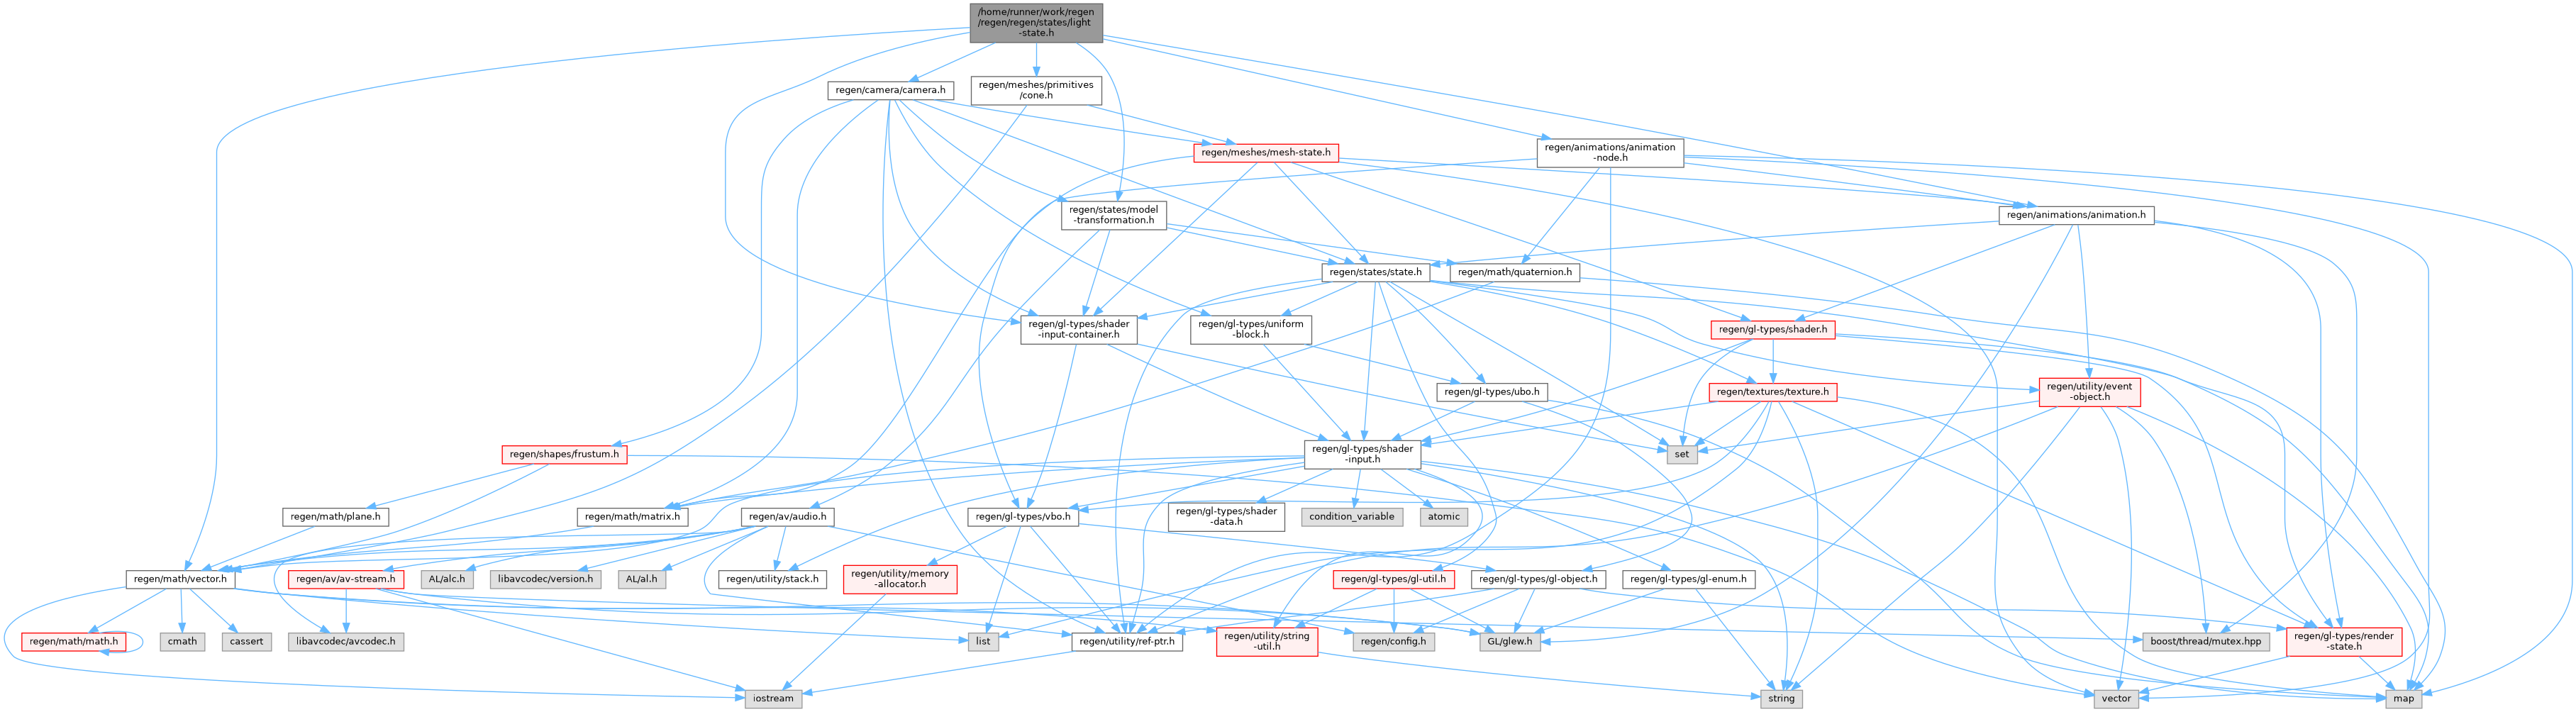 /home/runner/work/regen
/regen/regen/states/light
-state.h
regen/camera/camera.h
regen/meshes/primitives
/cone.h
regen/meshes/mesh-state.h
regen/animations/animation
-node.h
regen/states/model
-transformation.h
regen/animations/animation.h
regen/states/state.h
regen/math/quaternion.h
regen/gl-types/shader
-input-container.h
regen/gl-types/uniform
-block.h
regen/gl-types/shader.h
regen/gl-types/ubo.h
regen/textures/texture.h
regen/utility/event
-object.h
regen/shapes/frustum.h
regen/gl-types/shader
-input.h
set
regen/math/plane.h
regen/math/matrix.h
regen/av/audio.h
regen/gl-types/vbo.h
regen/gl-types/shader
-data.h
condition_variable
atomic
regen/math/vector.h
regen/av/av-stream.h
AL/alc.h
libavcodec/version.h
AL/al.h
regen/utility/stack.h
regen/utility/memory
-allocator.h
regen/gl-types/gl-util.h
regen/gl-types/gl-object.h
regen/gl-types/gl-enum.h
regen/math/math.h
cmath
cassert
libavcodec/avcodec.h
list
regen/utility/ref-ptr.h
regen/utility/string
-util.h
regen/config.h
GL/glew.h
boost/thread/mutex.hpp
regen/gl-types/render
-state.h
iostream
string
vector
map